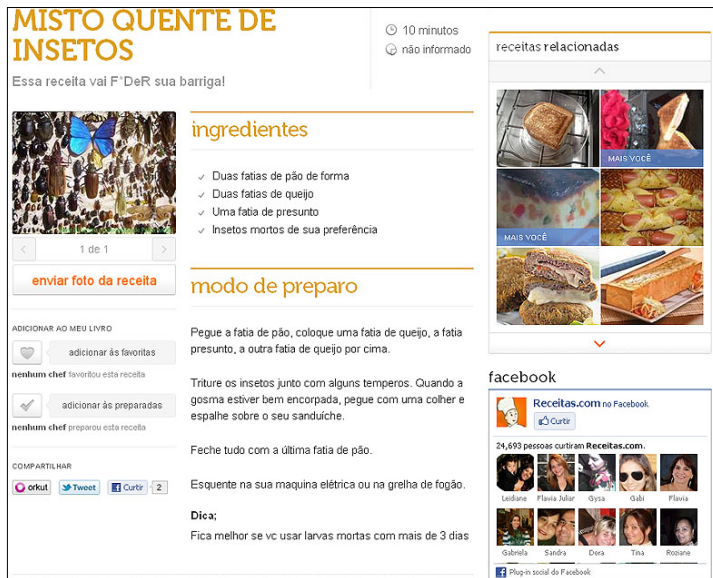 MISTO QUENTE DE
INSETOS
Essa receita vai F*DeR sua barriga!
10 minutos
não informado
1 de 1
enviar foto da receita
ADICIONAR AO MEU LIVRO
adicionar às favoritas
nenhum chef favoritou esta receita
adicionar às preparadas
nenhum chef preparou esta receita
COMPARTILHAR
orkut
Tweet
Curtir
2
ingredientes
Duas fatias de pão de forma
Duas fatias de queijo
Uma fatia de presunto
Insetos mortos de sua preferência
modo de preparo
Pegue a fatia de pão, coloque uma fatia de queijo, a fatia
presunto, a outra fatia de queijo por cima.
Triture os insetos junto com alguns temperos. Quando a
gosma estiver bem encorpada, pegue com uma colher e
espalhe sobre o seu sanduíche.
Feche tudo com a última fatia de pão.
Esquente na sua maquina elétrica ou na grelha de fogão.
Dica;
Fica melhor se vc usar larvas mortas com mais de 3 dias
receitas relacionadas
MAIS VOCÊ
MAIS VOCÊ
facebook
Receitas.com no Facebook
Curtir
24,693 pessoas curtiram Receitas.com.
Leidiane Flavia Juliar Gysa Gabi Flavia
Gabriela Sandra Dora Tina Roziane
Plug-in social do Facebook